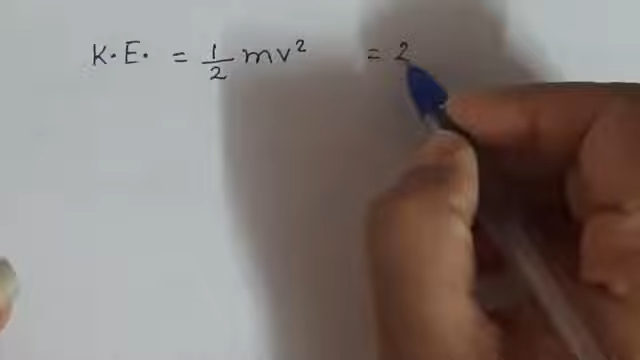 K.E. = 1/2 mv² = 2